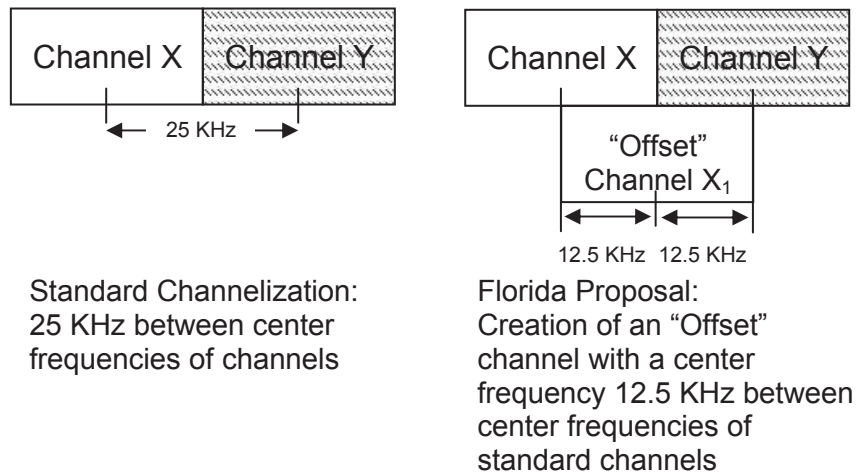 Channel X Channel Y
25 KHz
Standard Channelization:
25 KHz between center
frequencies of channels
Channel X Channel Y
“Offset”
Channel X₁
12.5 KHz 12.5 KHz
Florida Proposal:
Creation of an “Offset”
channel with a center
frequency 12.5 KHz between
center frequencies of
standard channels